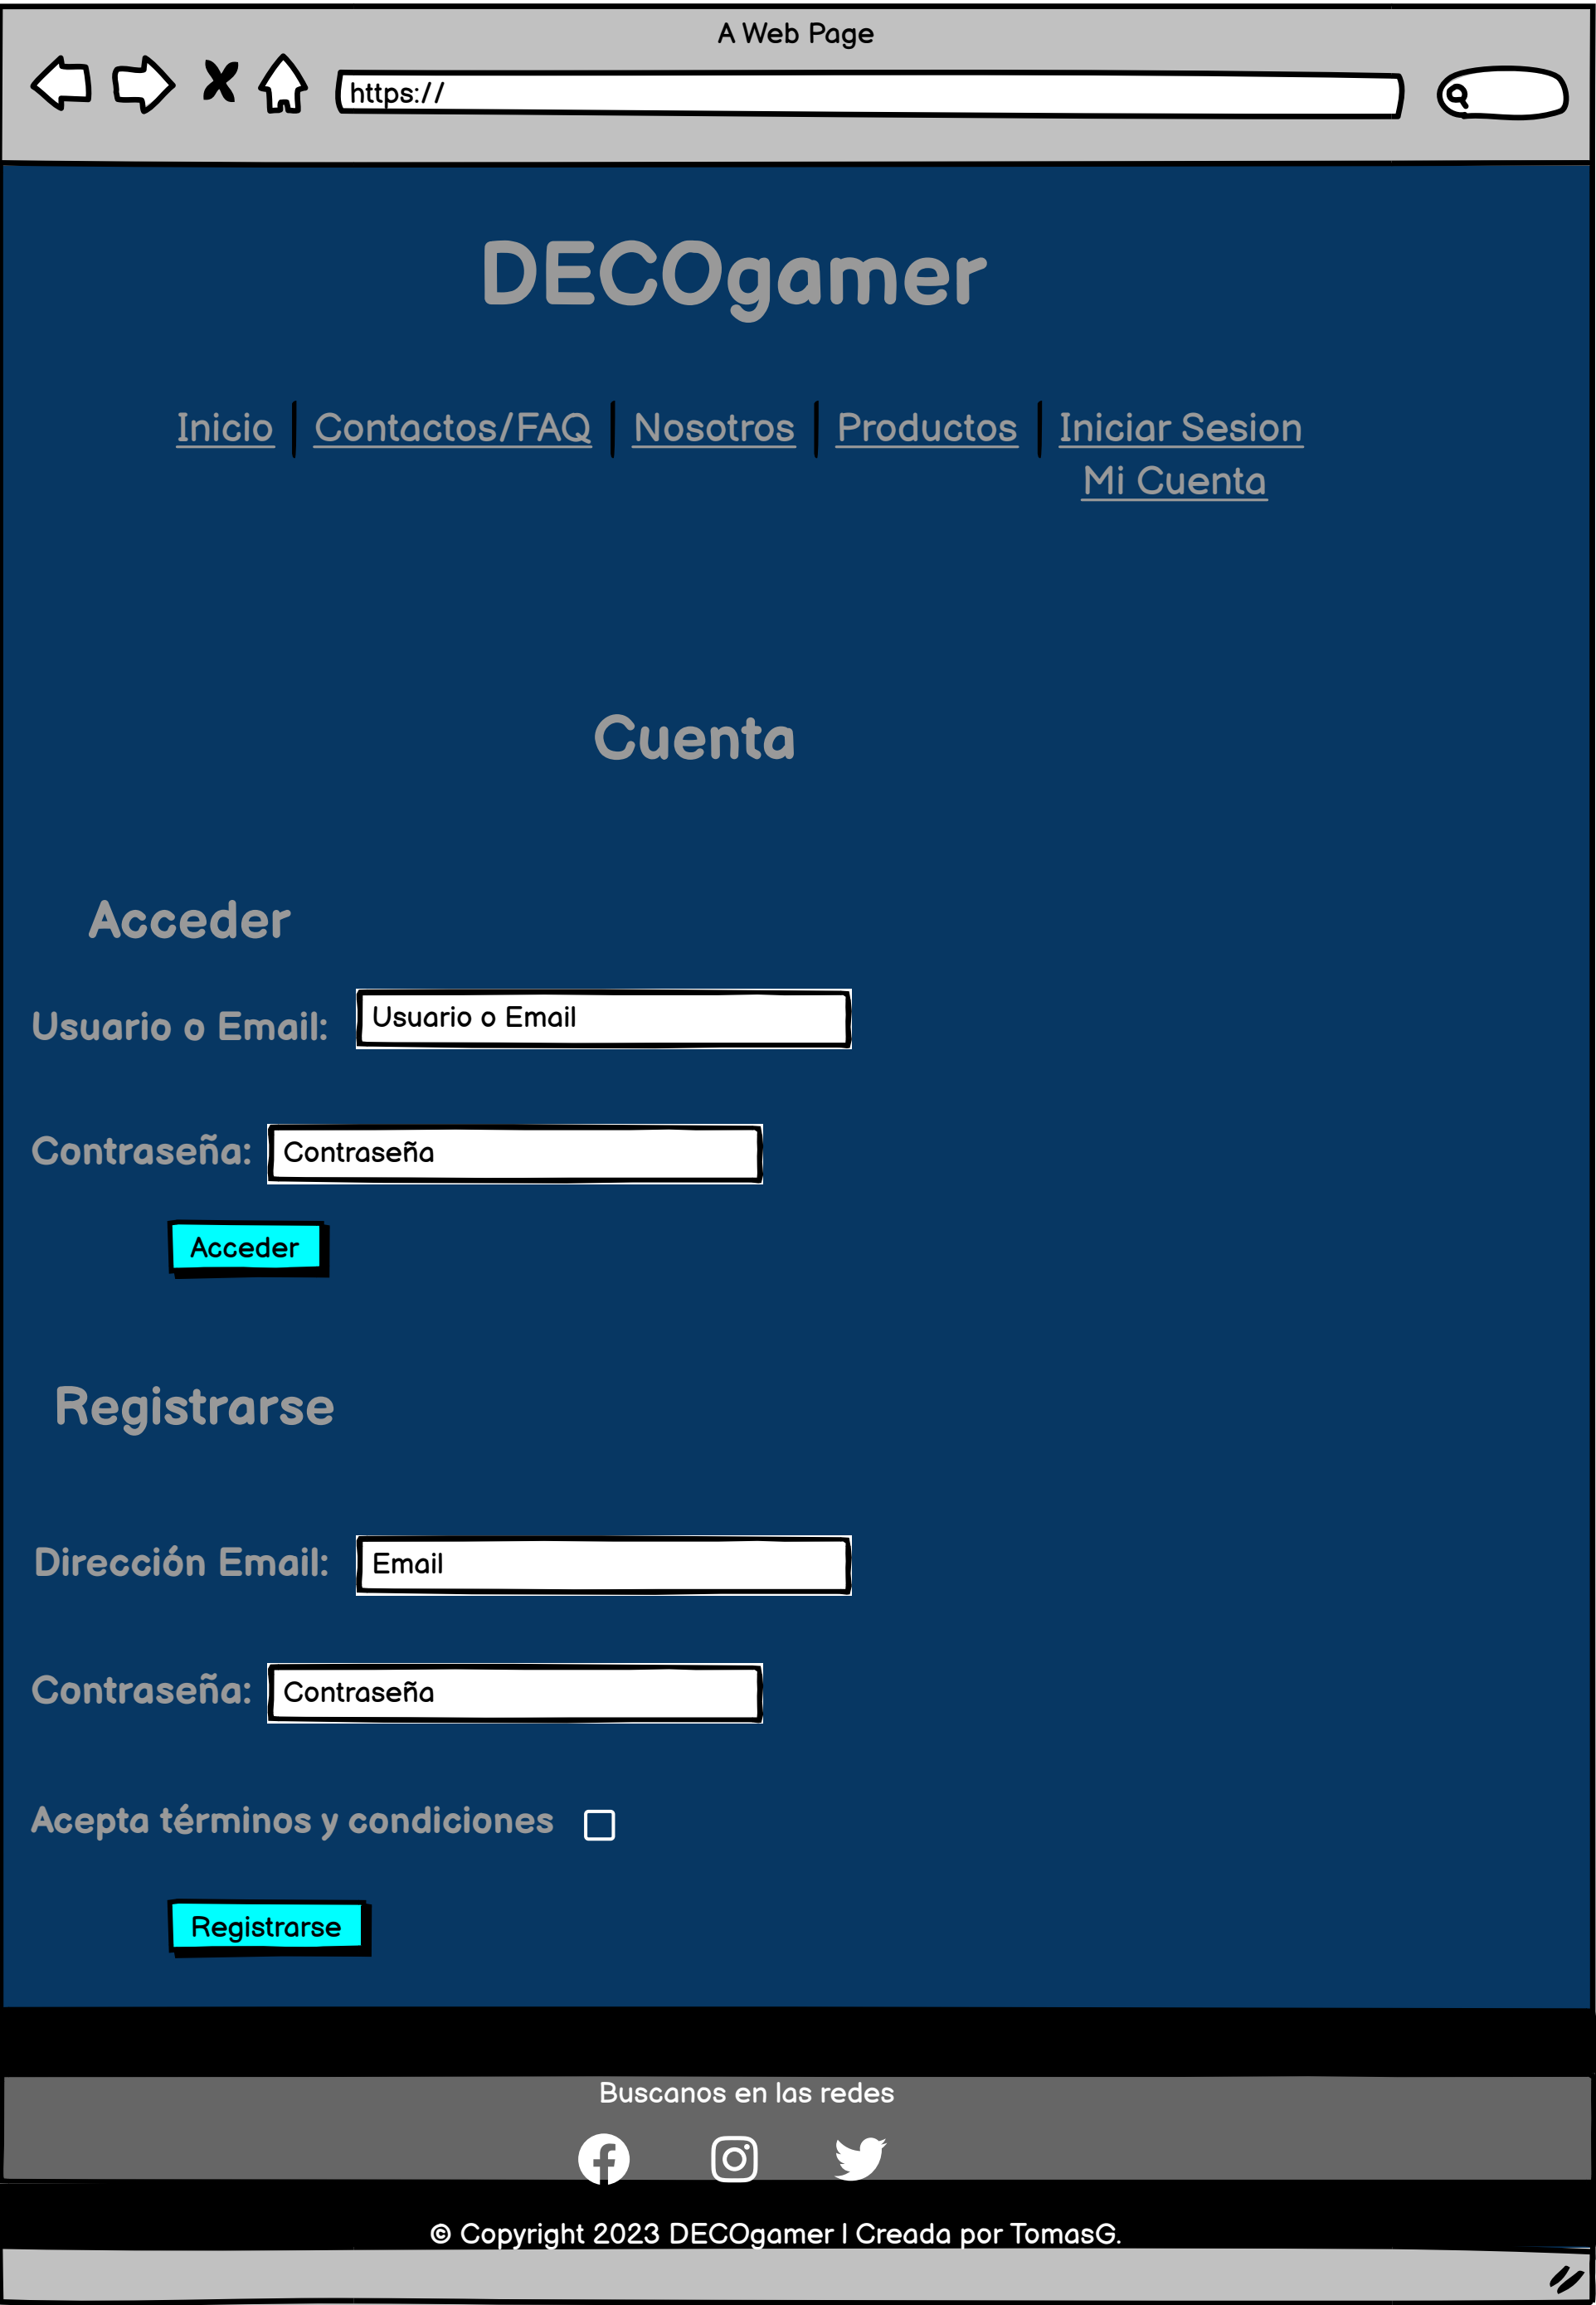 A Web Page
https://
DECOgamer
Inicio Contactos/FAQ Nosotros Productos Iniciar Sesion
Mi Cuenta
Cuenta
Acceder
Usuario o Email: Usuario o Email
Contraseña: Contraseña
Acceder
Registrarse
Dirección Email: Email
Contraseña: Contraseña
Acepta términos y condiciones
Registrarse
Buscanos en las redes
© Copyright 2023 DECOgamer | Creada por TomasG.